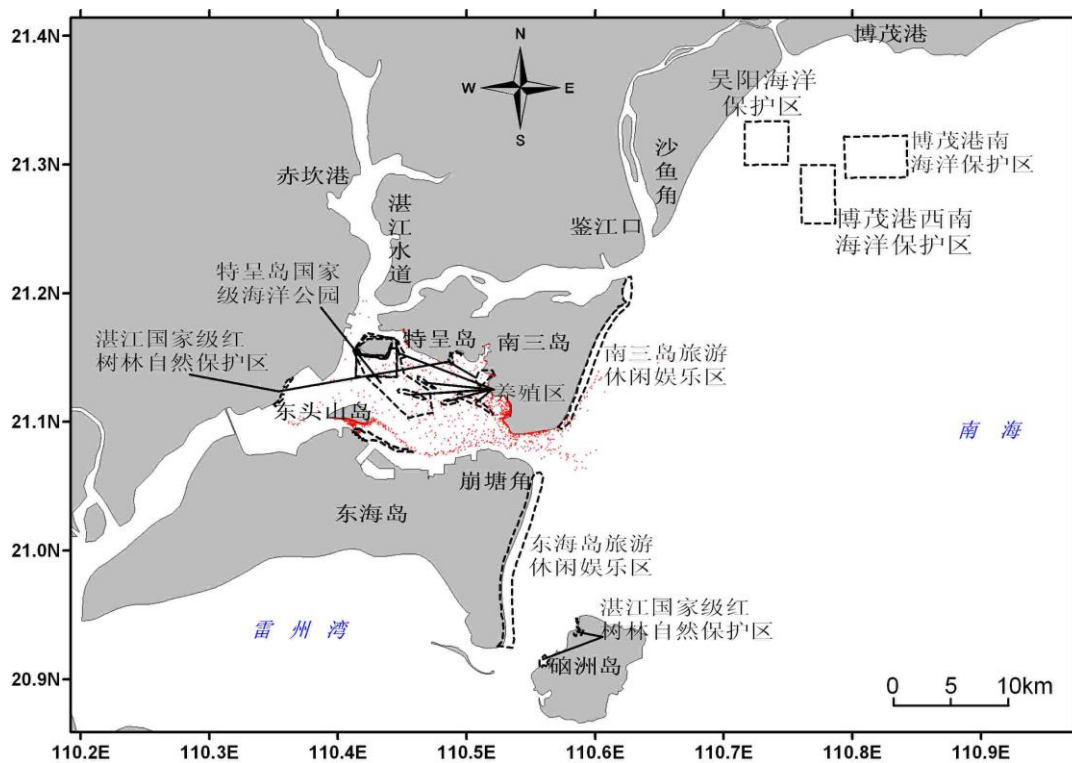 21.4N
21.3N
21.2N
21.1N
21.0N
20.9N
N
W
E
S
博茂港
吴阳海洋
保护区
博茂港南
海洋保护区
博茂港西南
海洋保护区
沙鱼角
赤坎港
湛江水道
鉴江口
特呈岛国家
级海洋公园
特呈岛
南三岛
湛江国家级红
树林自然保护区
南三岛旅游
休闲娱乐区
养殖区
东头山岛
南 海
崩塘角
东海岛
东海岛旅游
休闲娱乐区
湛江国家级红
树林自然保护区
雷 州 湾
硇洲岛
0 5 10km
110.2E 110.3E 110.4E 110.5E 110.6E 110.7E 110.8E 110.9E